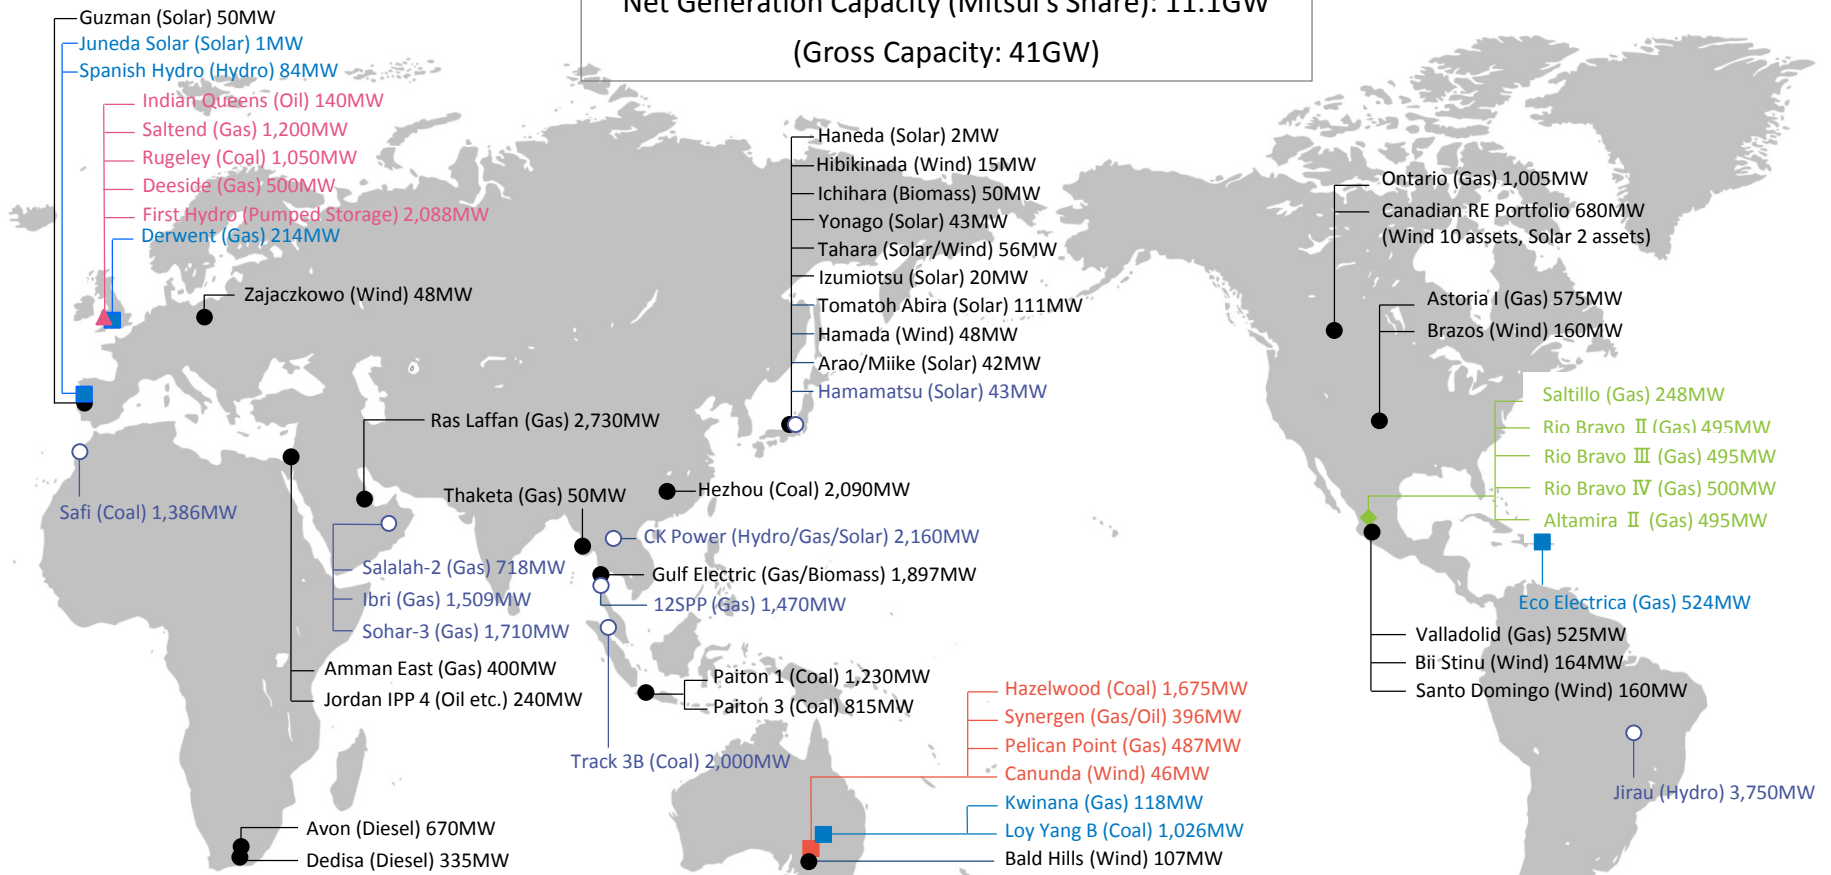 Net Generation Capacity (Mitsui's Share): 11.1GW
(Gross Capacity: 41GW)
Guzman (Solar) 50MW
Juneda Solar (Solar) 1MW
Spanish Hydro (Hydro) 84MW
Indian Queens (Oil) 140MW
Saltend (Gas) 1,200MW
Rugeley (Coal) 1,050MW
Deeside (Gas) 500MW
First Hydro (Pumped Storage) 2,088MW
Derwent (Gas) 214MW
Zajaczkowo (Wind) 48MW
Haneda (Solar) 2MW
Hibikinada (Wind) 15MW
Ichihara (Biomass) 50MW
Yonago (Solar) 43MW
Tahara (Solar/Wind) 56MW
Izumiotsu (Solar) 20MW
Tomatoh Abira (Solar) 111MW
Hamada (Wind) 48MW
Arao/Miike (Solar) 42MW
Hamamatsu (Solar) 43MW
Ontario (Gas) 1,005MW
Canadian RE Portfolio 680MW
(Wind 10 assets, Solar 2 assets)
Astoria I (Gas) 575MW
Brazos (Wind) 160MW
Saltillo (Gas) 248MW
Rio Bravo Ⅱ (Gas) 495MW
Rio Bravo Ⅲ (Gas) 495MW
Rio Bravo Ⅳ (Gas) 500MW
Altamira Ⅱ (Gas) 495MW
Ras Laffan (Gas) 2,730MW
Safi (Coal) 1,386MW
Thaketa (Gas) 50MW
Hezhou (Coal) 2,090MW
CK Power (Hydro/Gas/Solar) 2,160MW
Gulf Electric (Gas/Biomass) 1,897MW
12SPP (Gas) 1,470MW
Salalah-2 (Gas) 718MW
Ibri (Gas) 1,509MW
Sohar-3 (Gas) 1,710MW
Amman East (Gas) 400MW
Jordan IPP 4 (Oil etc.) 240MW
Eco Electrica (Gas) 524MW
Valladolid (Gas) 525MW
Bii Stinu (Wind) 164MW
Santo Domingo (Wind) 160MW
Paiton 1 (Coal) 1,230MW
Paiton 3 (Coal) 815MW
Track 3B (Coal) 2,000MW
Hazelwood (Coal) 1,675MW
Synergen (Gas/Oil) 396MW
Pelican Point (Gas) 487MW
Canunda (Wind) 46MW
Kwinana (Gas) 118MW
Loy Yang B (Coal) 1,026MW
Bald Hills (Wind) 107MW
Jirau (Hydro) 3,750MW
Avon (Diesel) 670MW
Dedisa (Diesel) 335MW